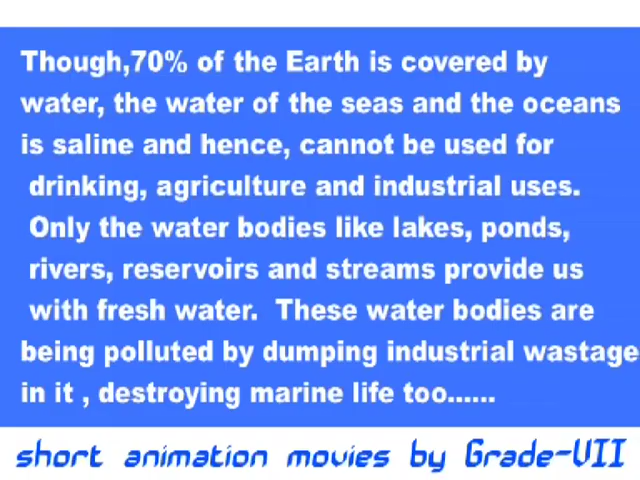 Though,70% of the Earth is covered by
water, the water of the seas and the oceans
is saline and hence, cannot be used for
drinking, agriculture and industrial uses.
Only the water bodies like lakes, ponds,
rivers, reservoirs and streams provide us
with fresh water. These water bodies are
being polluted by dumping industrial wastage
in it , destroying marine life too......
short animation movies by Grade-VII